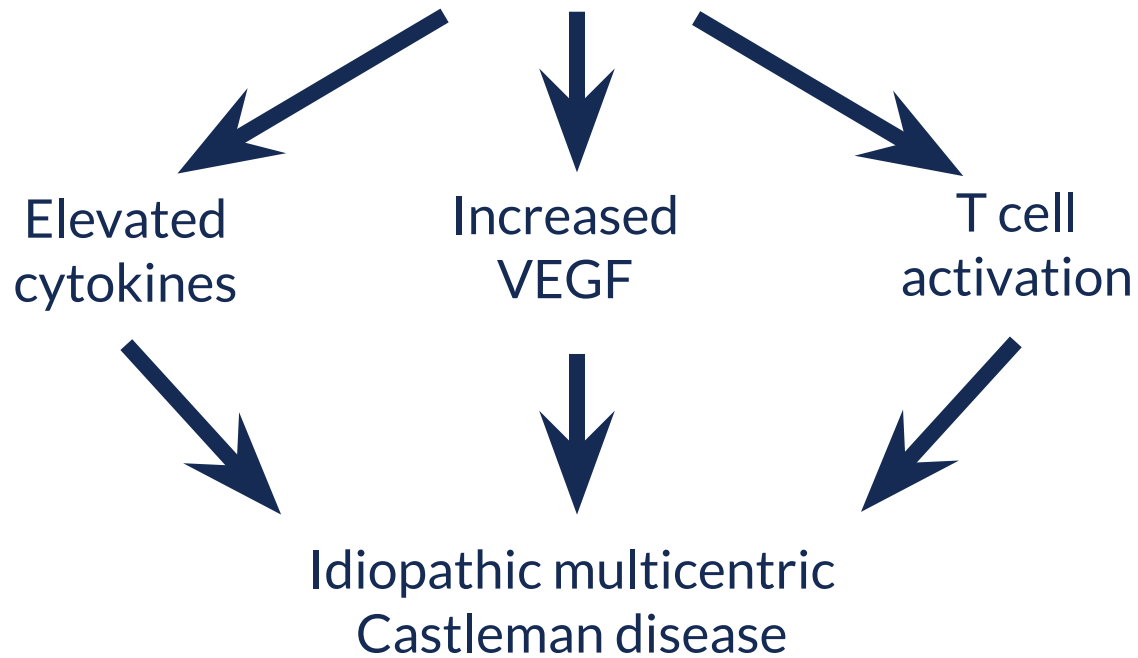 Elevated
cytokines
Increased
VEGF
T cell
activation
Idiopathic multicentric
Castleman disease